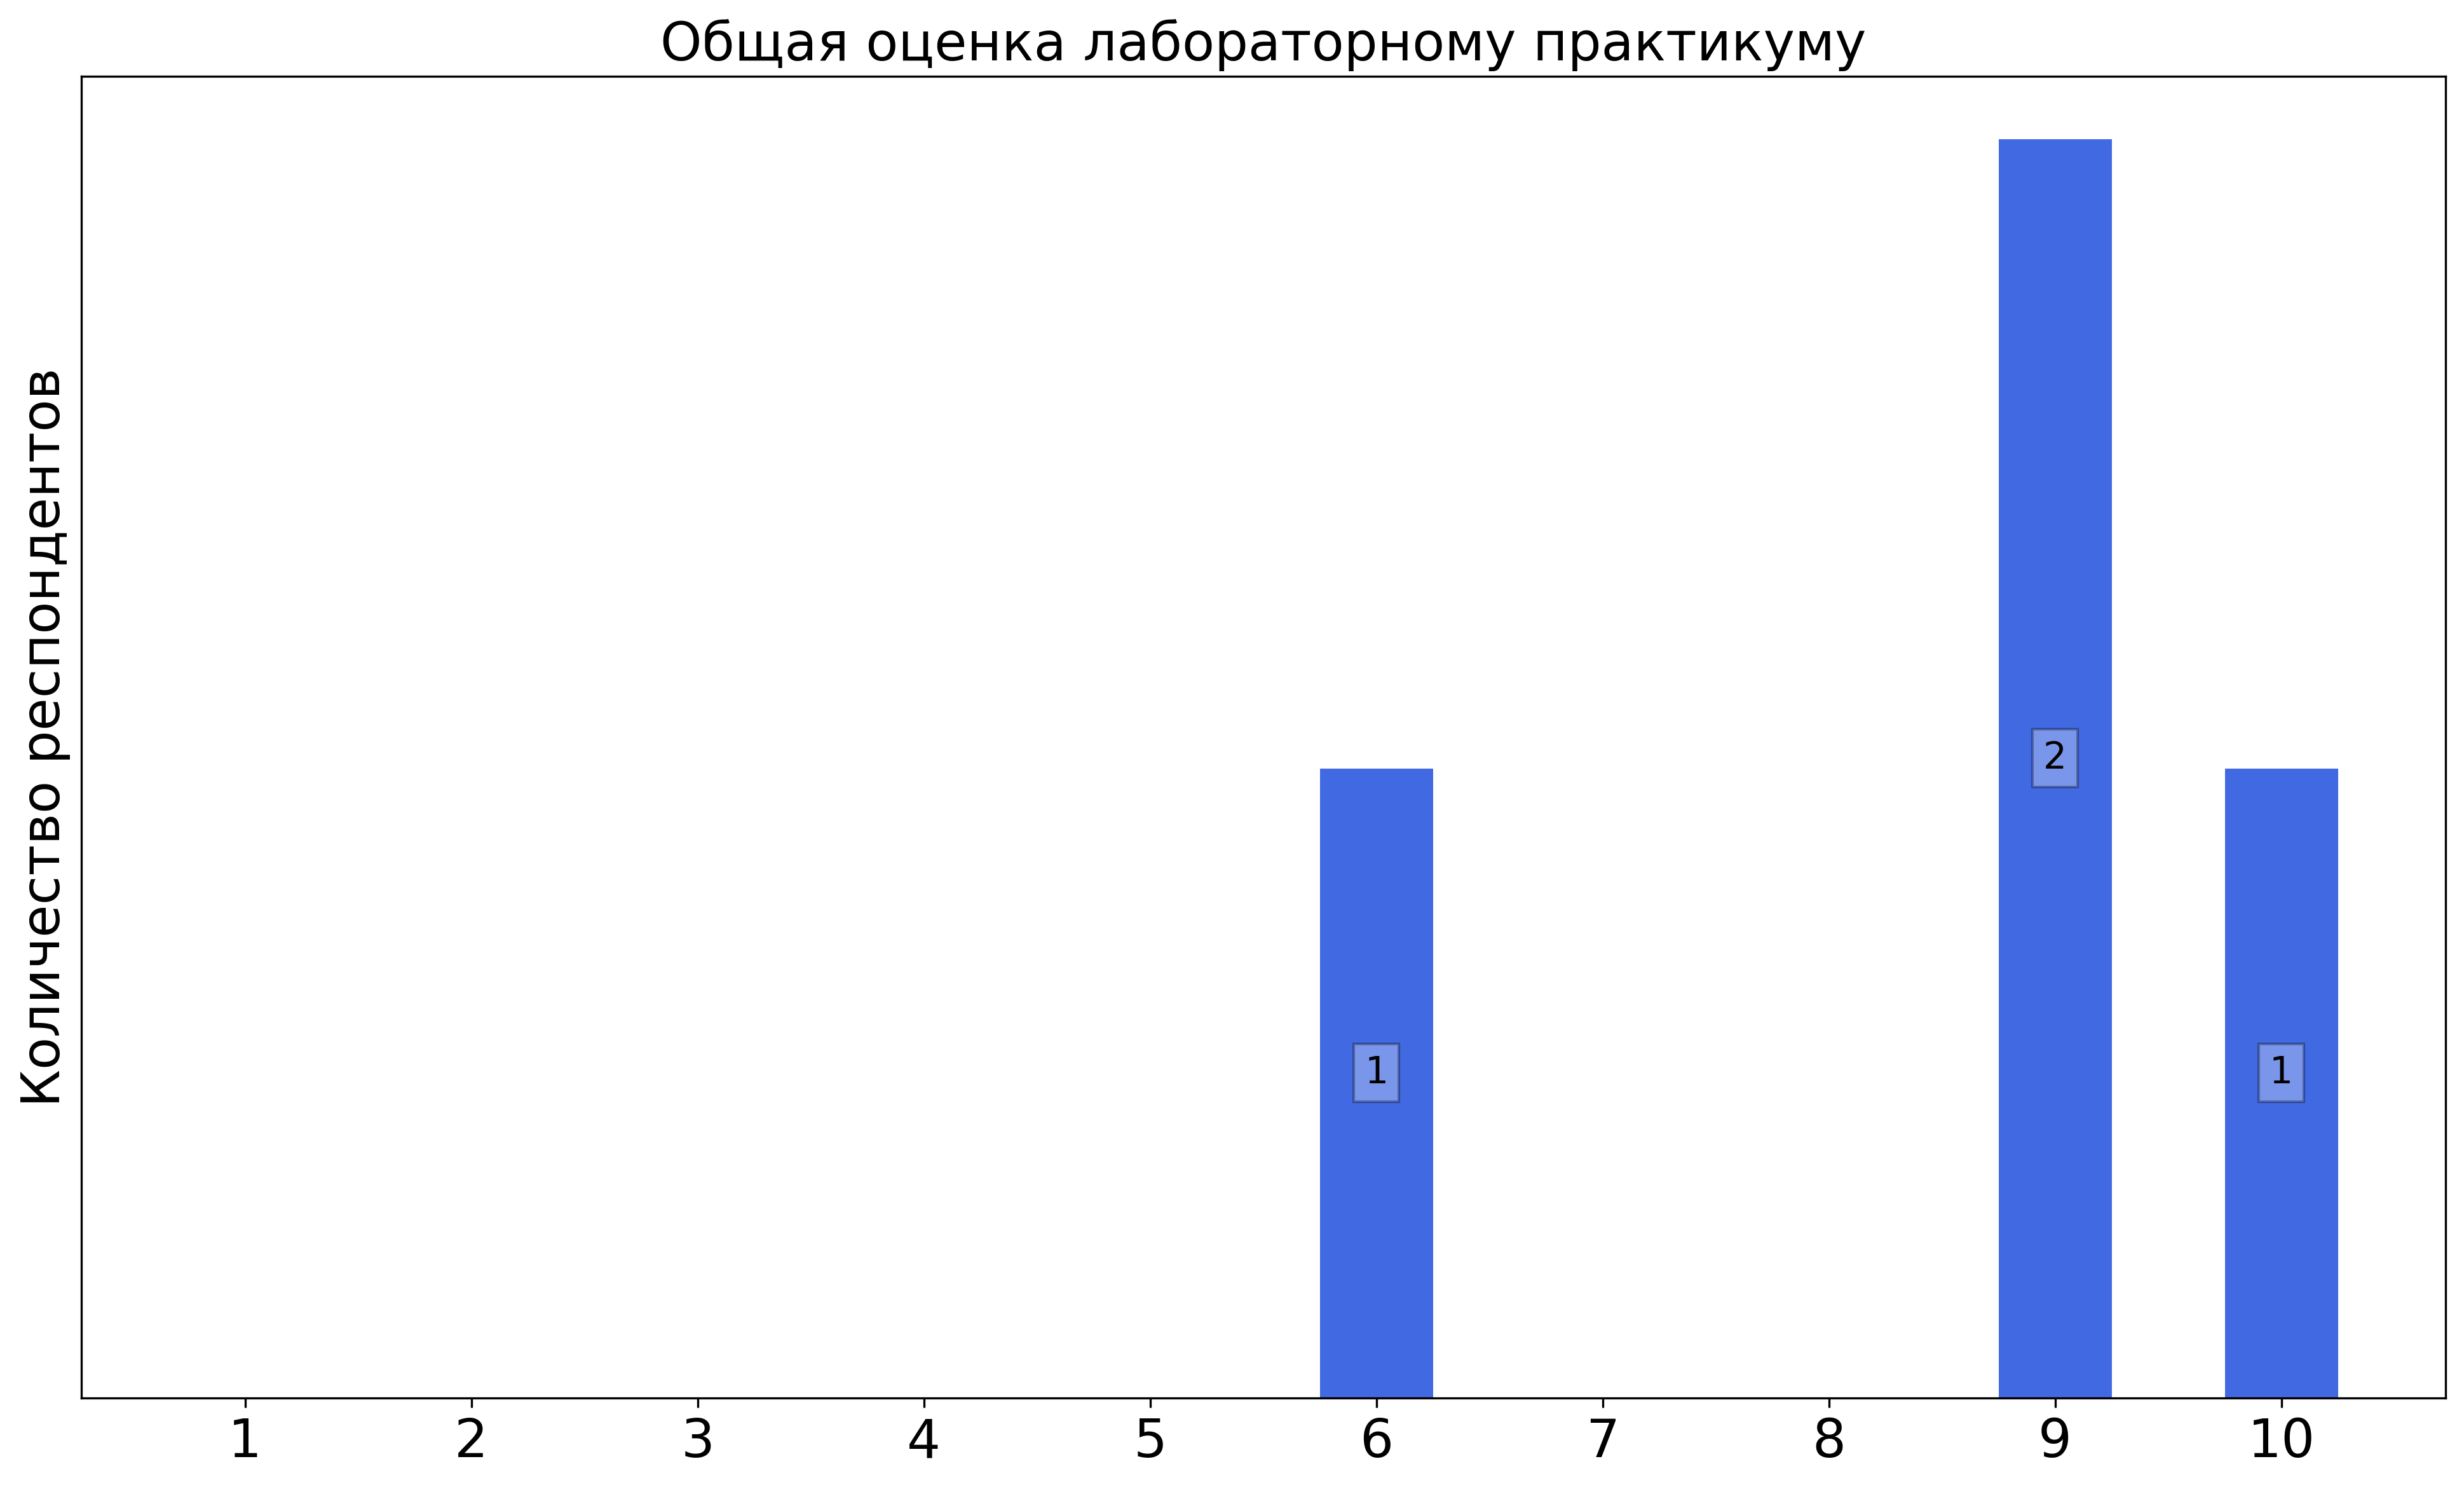 Общая оценка лабораторному практикуму
Количество респондентов
2
1
1
1 2 3 4 5 6 7 8 9 10